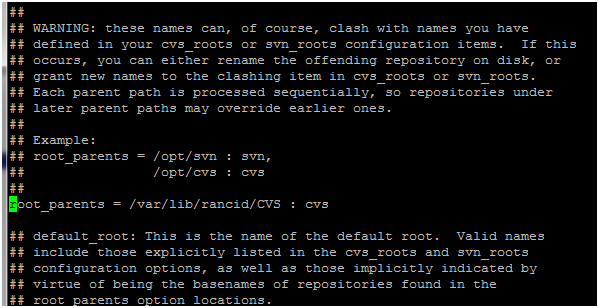 ##
## WARNING: these names can, of course, clash with names you have
## defined in your cvs_roots or svn_roots configuration items.  If this
## occurs, you can either rename the offending repository on disk, or
## grant new names to the clashing item in cvs_roots or svn_roots.
## Each parent path is processed sequentially, so repositories under
## later parent paths may override earlier ones.
##
## Example:
## root_parents = /opt/svn : svn,
##                /opt/cvs : cvs
##
root_parents = /var/lib/rancid/CVS : cvs

## default_root: This is the name of the default root.  Valid names
## include those explicitly listed in the cvs_roots and svn_roots
## configuration options, as well as those implicitly indicated by
## virtue of being the basenames of repositories found in the
## root_parents option locations.